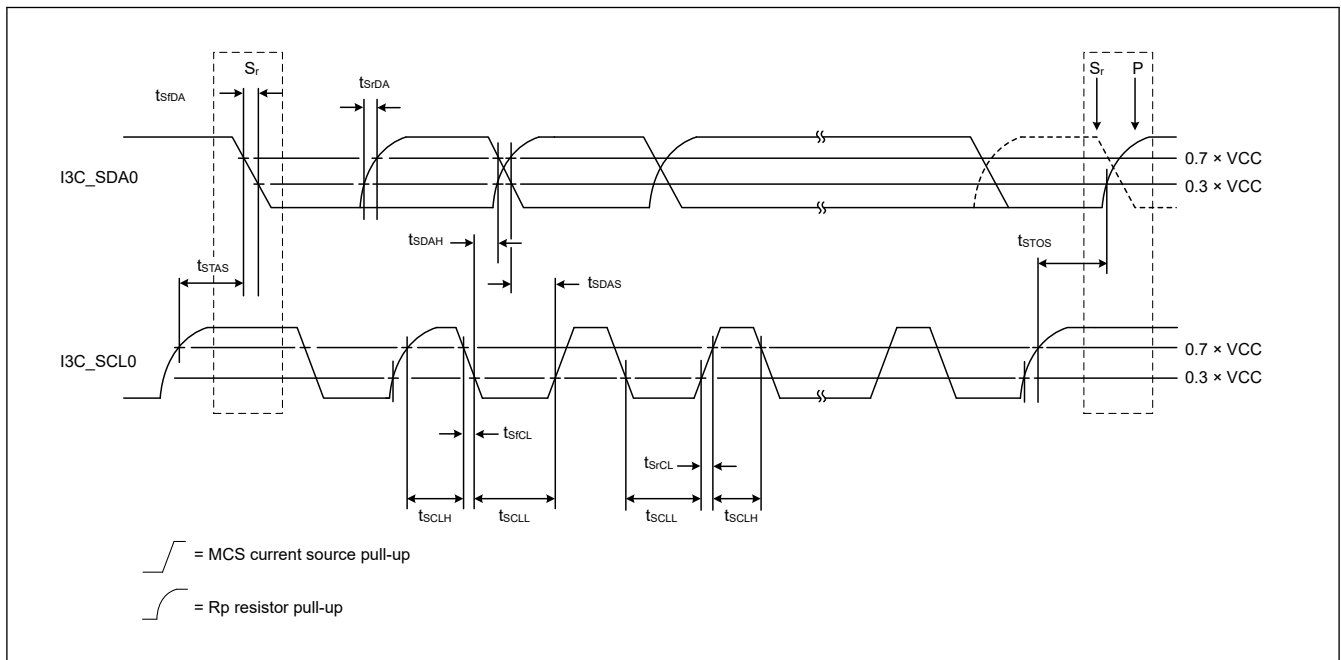 Sr
Sr P
tSfDA
tSrDA
I3C_SDA0
0.7 × VCC
0.3 × VCC
tSDAH
tSTOS
tSTAS
tSDAS
I3C_SCL0
0.7 × VCC
0.3 × VCC
tSfCL
tSrCL
tSCLH tSCLL tSCLL tSCLH
= MCS current source pull-up
= Rp resistor pull-up